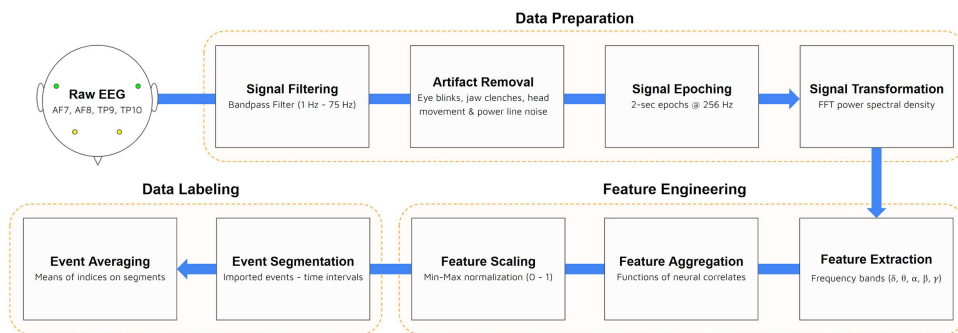 Data Preparation
Raw EEG
AF7, AF8, TP9, TP10
Signal Filtering
Bandpass Filter (1 Hz - 75 Hz)
Artifact Removal
Eye blinks, jaw clenches, head
movement & power line noise
Signal Epoching
2-sec epochs @ 256 Hz
Signal Transformation
FFT power spectral density
Data Labeling
Feature Engineering
Event Averaging
Means of indices on segments
Event Segmentation
Imported events - time intervals
Feature Scaling
Min-Max normalization (0 - 1)
Feature Aggregation
Functions of neural correlates
Feature Extraction
Frequency bands (δ, θ, α, β, γ)